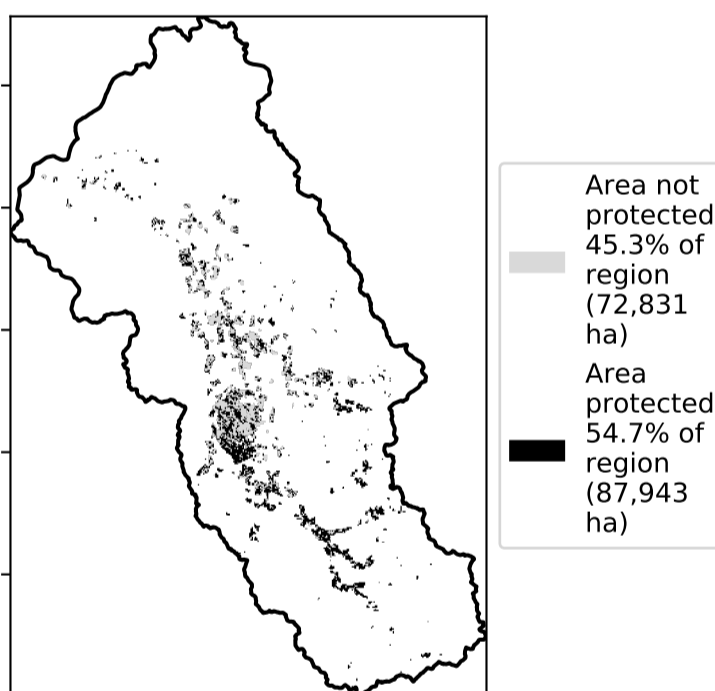 Area not
protected
45.3% of
region
(72,831
ha)
Area
protected
54.7% of
region
(87,943
ha)